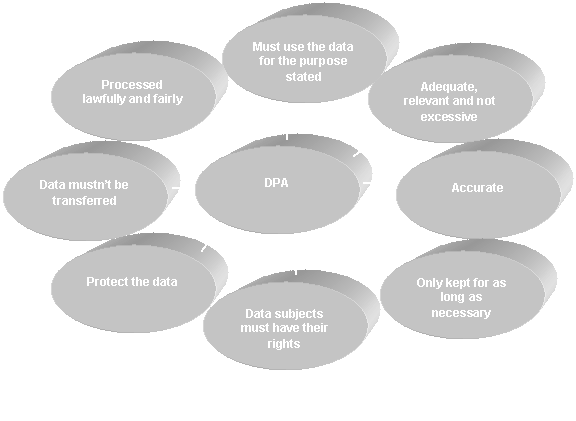 Must use the data
for the purpose
stated
Processed
lawfully and fairly
Adequate,
relevant and not
excessive
Data mustn't be
transferred
DPA
Accurate
Protect the data
Data subjects
must have their
rights
Only kept for as
long as
necessary